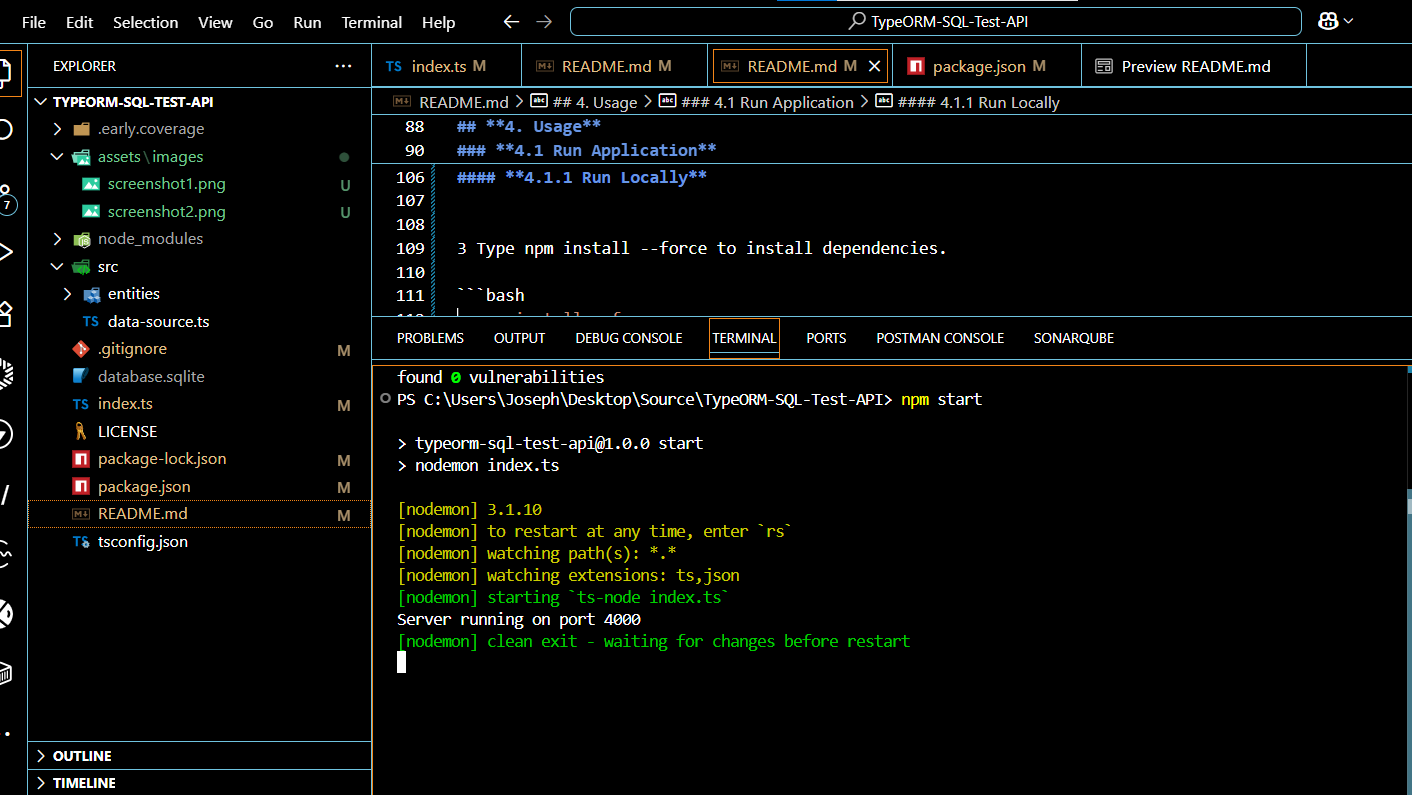 File Edit Selection View Go Run Terminal Help
TypeORM-SQL-Test-API
EXPLORER
TYPEORM-SQL-TEST-API
.early.coverage
assets\images
screenshot1.png U
screenshot2.png U
node_modules
src
entities
TS data-source.ts
.gitignore M
database.sqlite
TS index.ts M
LICENSE
package-lock.json M
package.json M
README.md M
tsconfig.json
OUTLINE
TIMELINE
7
TS index.ts M
README.md M
README.md M
package.json M
Preview README.md
README.md > ## 4. Usage > ### 4.1 Run Application > #### 4.1.1 Run Locally
88 ## **4. Usage**
90 ### **4.1 Run Application**
106 #### **4.1.1 Run Locally**
107
108
109 3 Type npm install --force to install dependencies.
110
111 ```bash
PROBLEMS OUTPUT DEBUG CONSOLE TERMINAL PORTS POSTMAN CONSOLE SONARQUBE
found 0 vulnerabilities
PS C:\Users\Joseph\Desktop\Source\TypeORM-SQL-Test-API> npm start
> typeorm-sql-test-api@1.0.0 start
> nodemon index.ts
[nodemon] 3.1.10
[nodemon] to restart at any time, enter `rs`
[nodemon] watching path(s): *.*
[nodemon] watching extensions: ts,json
[nodemon] starting `ts-node index.ts`
Server running on port 4000
[nodemon] clean exit - waiting for changes before restart